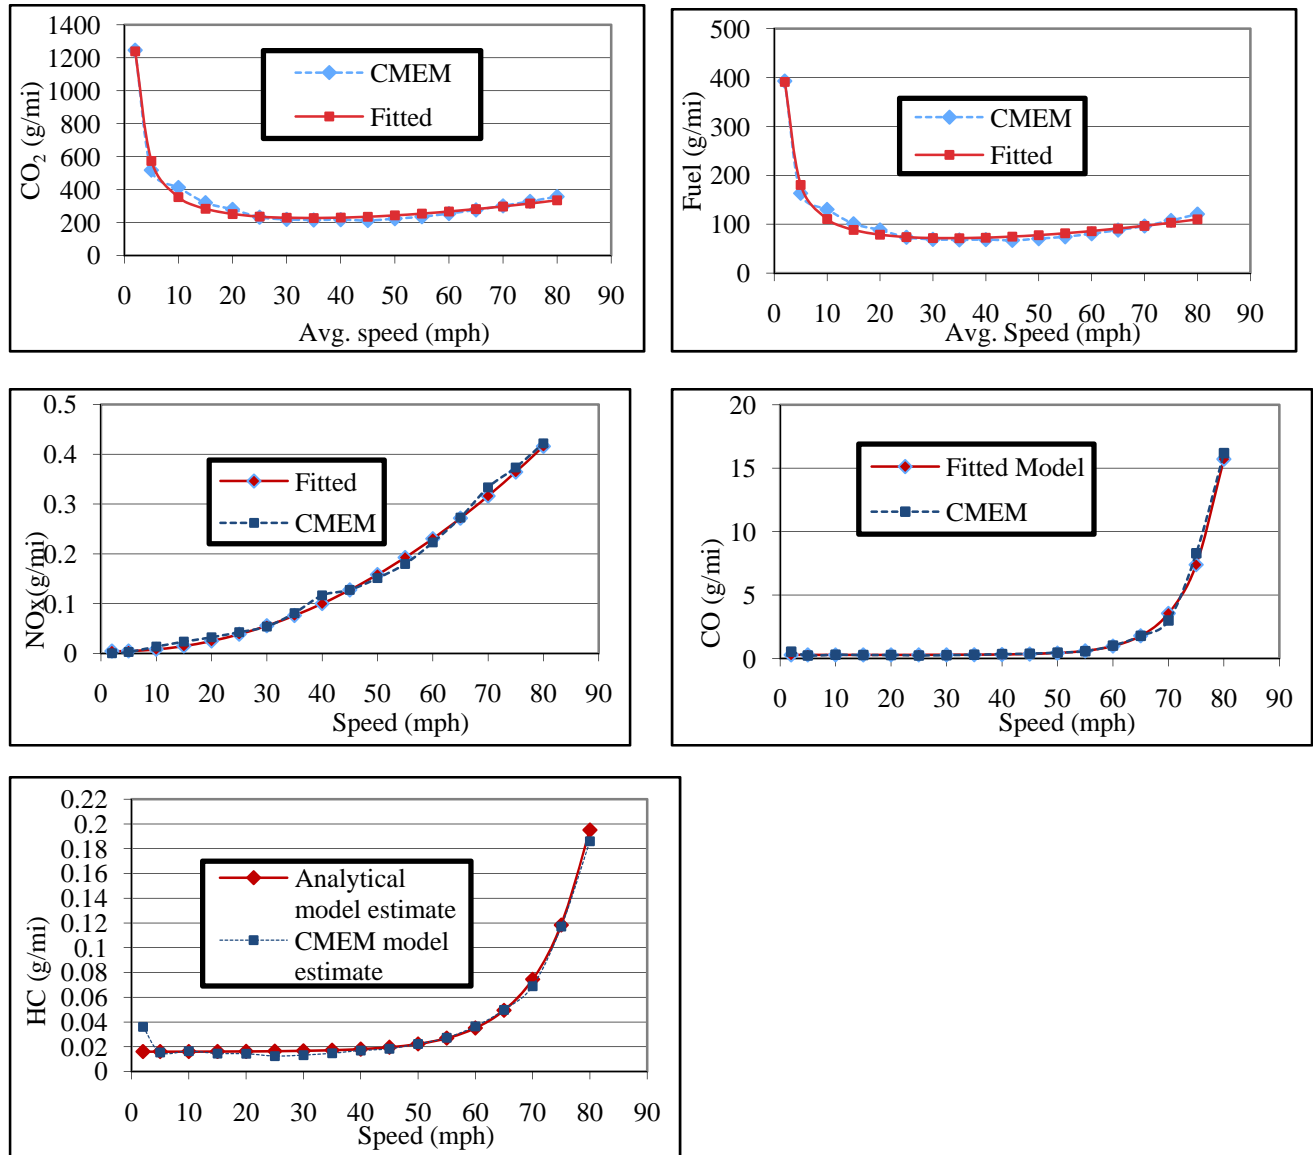 1400
1200
1000
800
600
400
200
0
CO2 (g/mi)
CMEM
Fitted
0 10 20 30 40 50 60 70 80 90
Avg. speed (mph)
500
400
300
200
100
0
Fuel (g/mi)
CMEM
Fitted
0 10 20 30 40 50 60 70 80 90
Avg. Speed (mph)
0.5
0.4
0.3
0.2
0.1
0
NOx(g/mi)
Fitted
CMEM
0 10 20 30 40 50 60 70 80 90
Speed (mph)
20
15
10
5
0
CO (g/mi)
Fitted Model
CMEM
0 10 20 30 40 50 60 70 80 90
Speed (mph)
0.22
0.2
0.18
0.16
0.14
0.12
0.1
0.08
0.06
0.04
0.02
0
HC (g/mi)
Analytical
model estimate
CMEM model
estimate
0 10 20 30 40 50 60 70 80 90
Speed (mph)